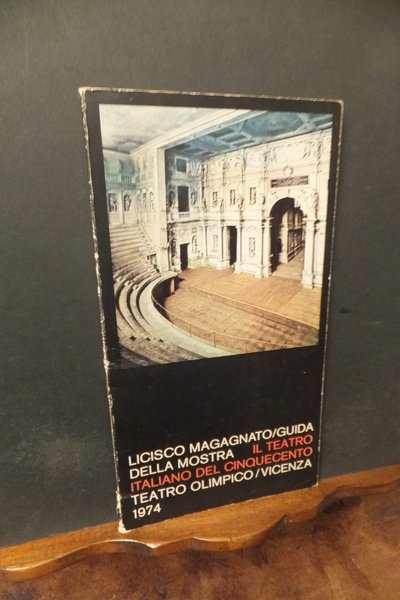 LICISCO MAGAGNATO/GUIDA
DELLA MOSTRA IL TEATRO
ITALIANO DEL CINQUECENTO
TEATRO OLIMPICO/VICENZA
1974